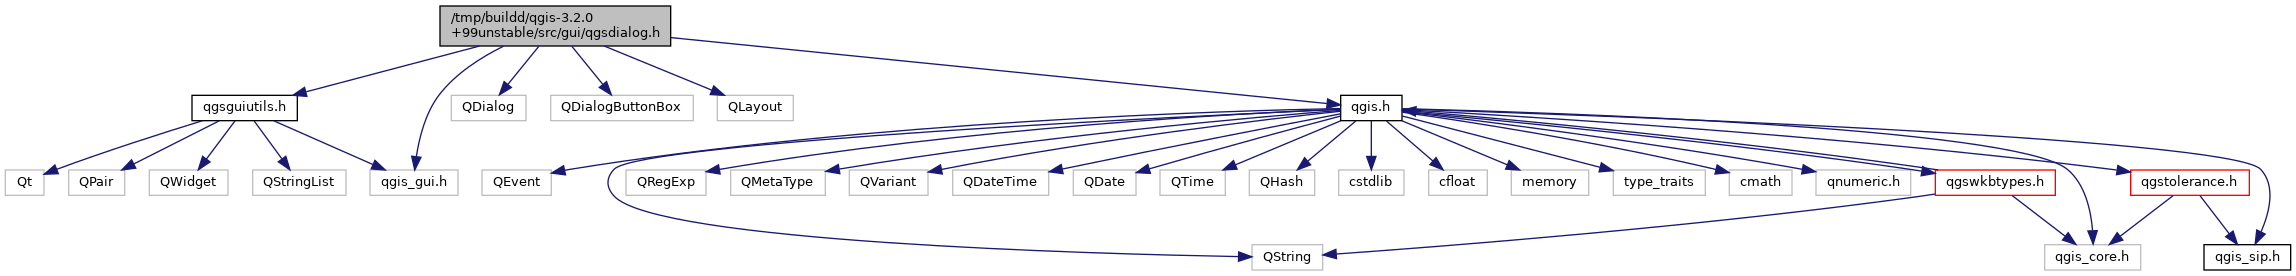 /tmp/buildd/qgis-3.2.0
+99unstable/src/gui/qgsdialog.h
qgsguiutils.h
QDialog
QDialogButtonBox
QLayout
qgis.h
Qt
QPair
QWidget
QStringList
qgis_gui.h
QEvent
QRegExp
QMetaType
QVariant
QDateTime
QDate
QTime
QHash
cstdlib
cfloat
memory
type_traits
cmath
qnumeric.h
qgswkbtypes.h
qgstolerance.h
QString
qgis_core.h
qgis_sip.h